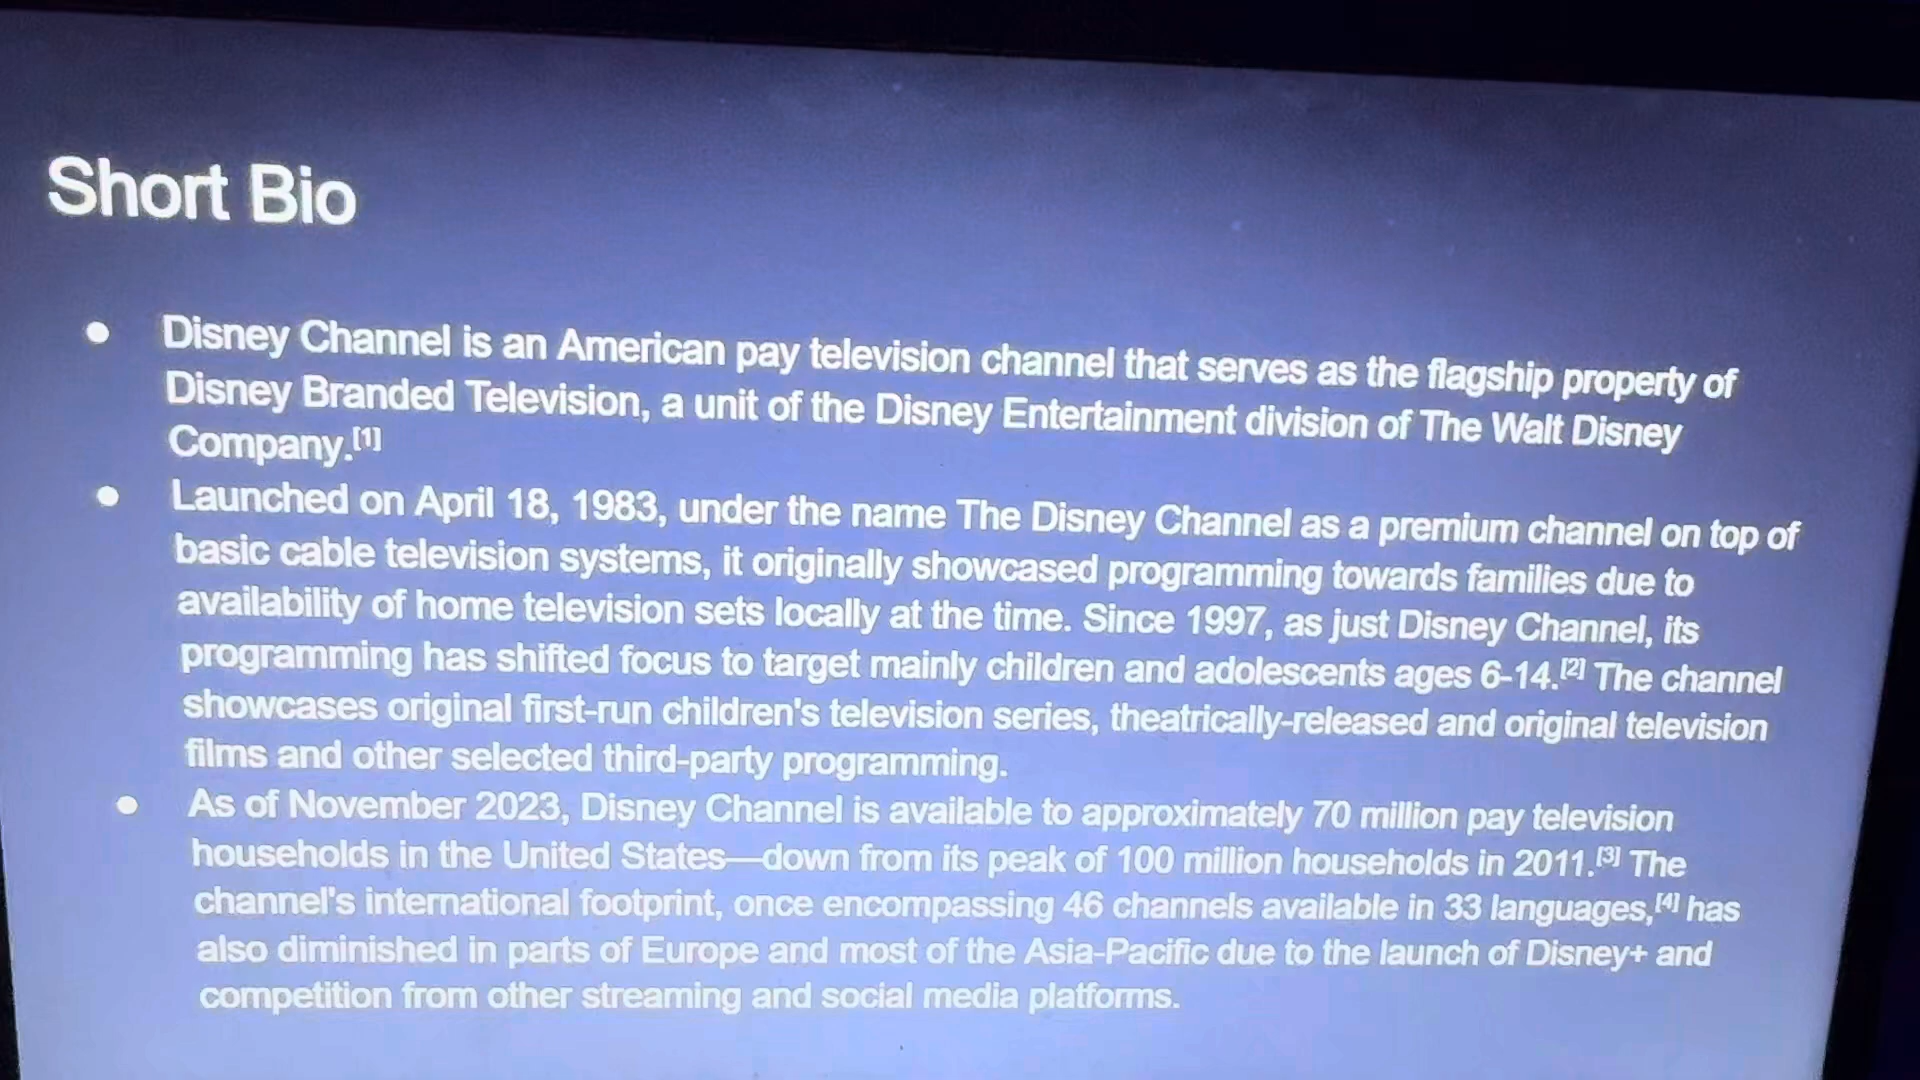 Short Bio
● Disney Channel is an American pay television channel that serves as the flagship property of
Disney Branded Television, a unit of the Disney Entertainment division of The Walt Disney
Company.[1]
● Launched on April 18, 1983, under the name The Disney Channel as a premium channel on top of
basic cable television systems, it originally showcased programming towards families due to
availability of home television sets locally at the time. Since 1997, as just Disney Channel, its
programming has shifted focus to target mainly children and adolescents ages 6-14.[2] The channel
showcases original first-run children's television series, theatrically-released and original television
films and other selected third-party programming.
● As of November 2023, Disney Channel is available to approximately 70 million pay television
households in the United States—down from its peak of 100 million households in 2011.[3] The
channel's international footprint, once encompassing 46 channels available in 33 languages,[4] has
also diminished in parts of Europe and most of the Asia-Pacific due to the launch of Disney+ and
competition from other streaming and social media platforms.